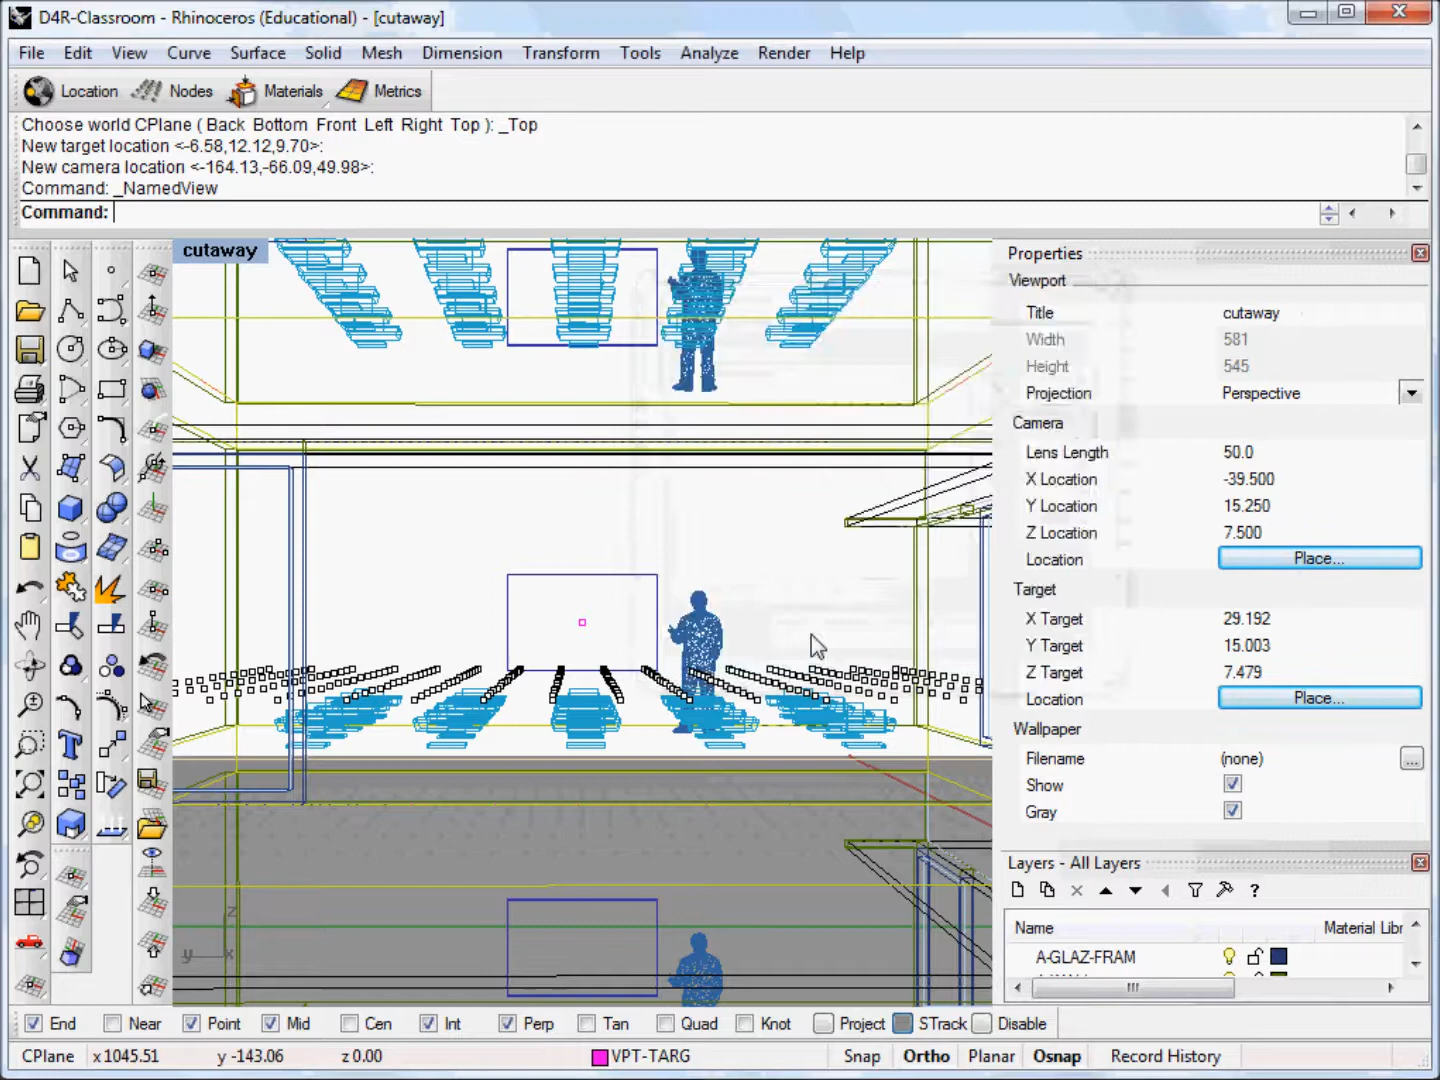 D4R-Classroom - Rhinoceros (Educational) - [cutaway]
File Edit View Curve Surface Solid Mesh Dimension Transform Tools Analyze Render Help
Location Nodes Materials Metrics
Choose world CPlane ( Back Bottom Front Left Right Top ): _Top
New target location <-6.58,12.12,9.70>:
New camera location <-164.13,-66.09,49.98>:
Command: _NamedView
Command:
cutaway
z
y x
Properties
Viewport
Title cutaway
Width 581
Height 545
Projection Perspective
Camera
Lens Length 50.0
X Location -39.500
Y Location 15.250
Z Location 7.500
Location Place...
Target
X Target 29.192
Y Target 15.003
Z Target 7.479
Location Place...
Wallpaper
Filename (none) ...
Show
Gray
Layers - All Layers
Name Material Libr
A-GLAZ-FRAM
End Near Point Mid Cen Int Perp Tan Quad Knot Project STrack Disable
CPlane x 1045.51 y -143.06 z 0.00 VPT-TARG Snap Ortho Planar Osnap Record History